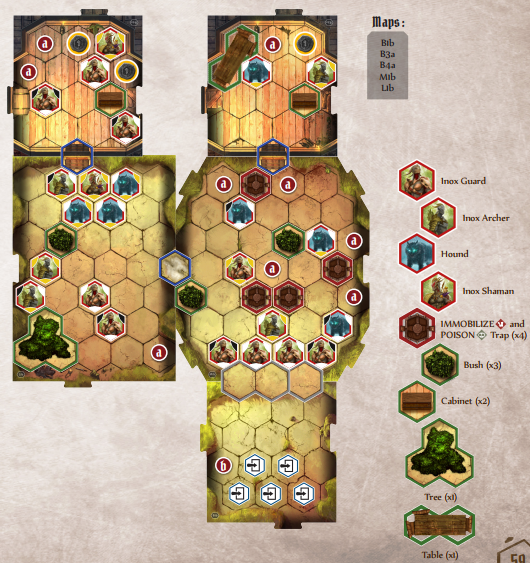 Maps:
B1b
B3a
B4a
M1b
L1b
a
a
a
a
a
a
a
a
a
b
Inox Guard
Inox Archer
Hound
Inox Shaman
IMMOBILIZE and
POISON Trap (x4)
Bush (x3)
Cabinet (x2)
Tree (x1)
Table (x1)
59